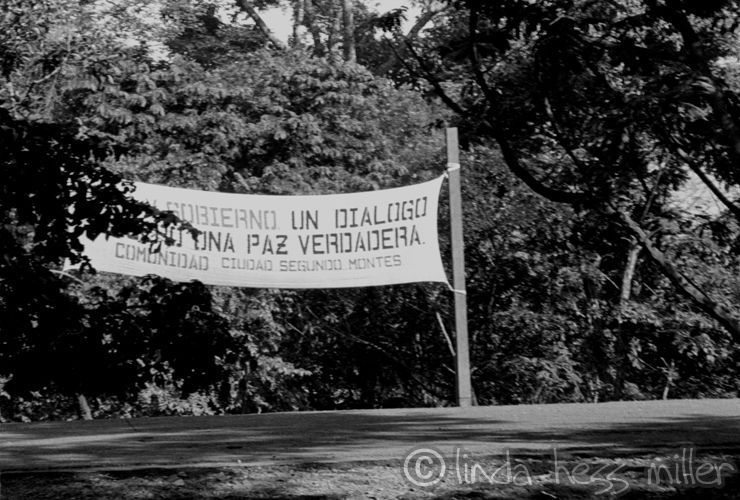 GOBIERNO. UN DIALOGO
UNA PAZ VERDADERA.
COMUNIDAD CIUDAD SEGUNDO MONTES
© linda hess miller